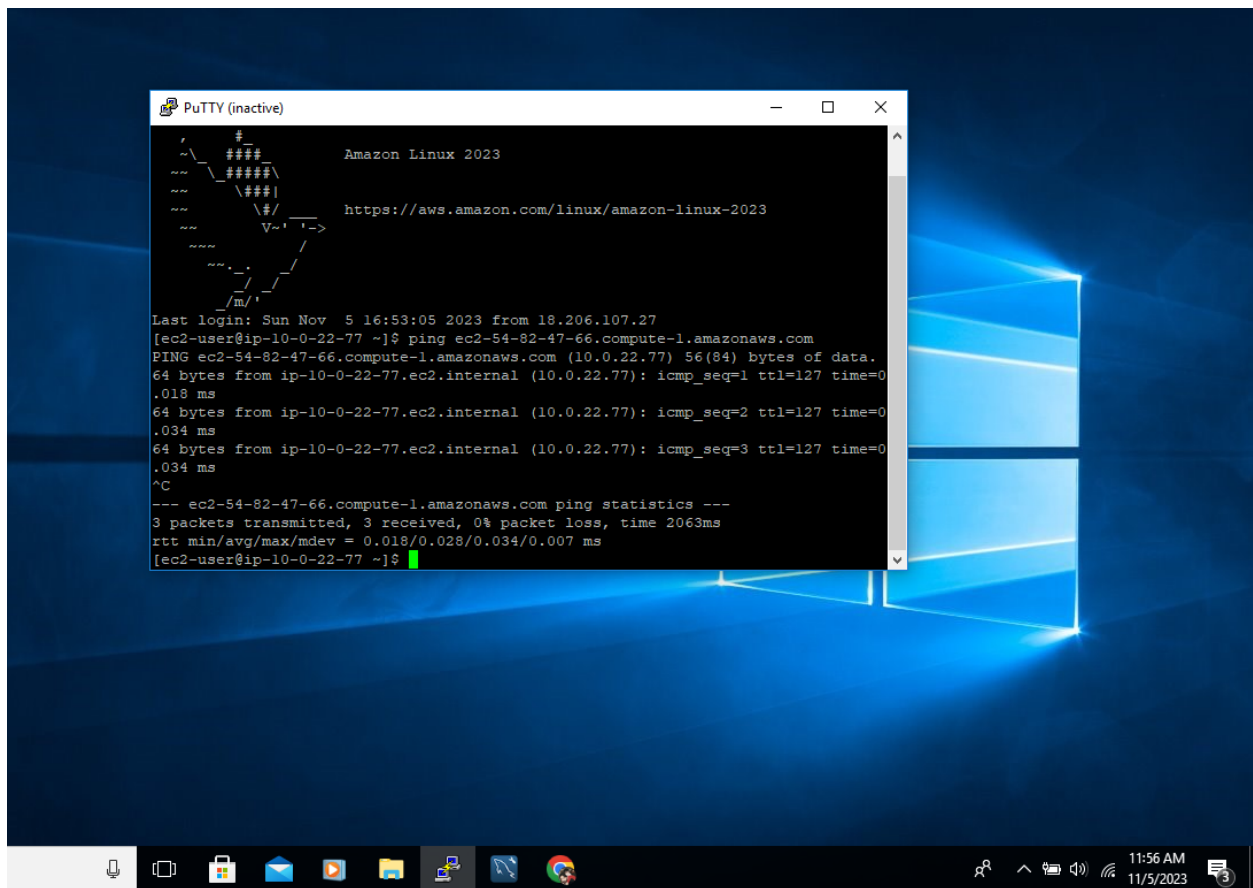 PuTTY (inactive)
   ,     #_
   ~\_  ####_        Amazon Linux 2023
  ~~  \_#####\
  ~~     \###|
  ~~       \#/ ___   https://aws.amazon.com/linux/amazon-linux-2023
   ~~       V~' '->
    ~~~         /
      ~~._.   _/
         _/ _/
       _/m/'
Last login: Sun Nov  5 16:53:05 2023 from 18.206.107.27
[ec2-user@ip-10-0-22-77 ~]$ ping ec2-54-82-47-66.compute-1.amazonaws.com
PING ec2-54-82-47-66.compute-1.amazonaws.com (10.0.22.77) 56(84) bytes of data.
64 bytes from ip-10-0-22-77.ec2.internal (10.0.22.77): icmp_seq=1 ttl=127 time=0
.018 ms
64 bytes from ip-10-0-22-77.ec2.internal (10.0.22.77): icmp_seq=2 ttl=127 time=0
.034 ms
64 bytes from ip-10-0-22-77.ec2.internal (10.0.22.77): icmp_seq=3 ttl=127 time=0
.034 ms
^C
--- ec2-54-82-47-66.compute-1.amazonaws.com ping statistics ---
3 packets transmitted, 3 received, 0% packet loss, time 2063ms
rtt min/avg/max/mdev = 0.018/0.028/0.034/0.007 ms
[ec2-user@ip-10-0-22-77 ~]$
11:56 AM
11/5/2023
3